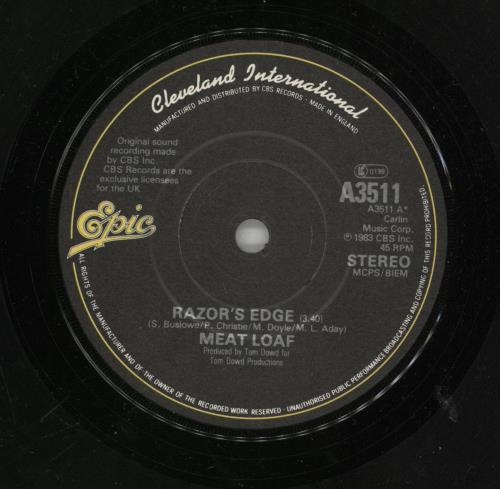 Cleveland International
MANUFACTURED AND DISTRIBUTED BY CBS RECORDS - MADE IN ENGLAND
Original sound
recording made
by CBS Inc.
CBS Records are the
exclusive licensees
for the UK
Epic
0199
A3511
A3511 A*
Carlin
Music Corp.
℗ 1983 CBS Inc.
45 RPM
STEREO
MCPS/BIEM
RAZOR'S EDGE (3.40)
(S. Buslowe/P. Christie/M. Doyle/M. L. Aday)
MEAT LOAF
Produced by Tom Dowd for
Tom Dowd Productions
ALL RIGHTS OF THE MANUFACTURER AND OF THE OWNER OF THE RECORDED WORK RESERVED - UNAUTHORISED PUBLIC PERFORMANCE BROADCASTING AND COPYING OF THIS RECORD PROHIBITED.